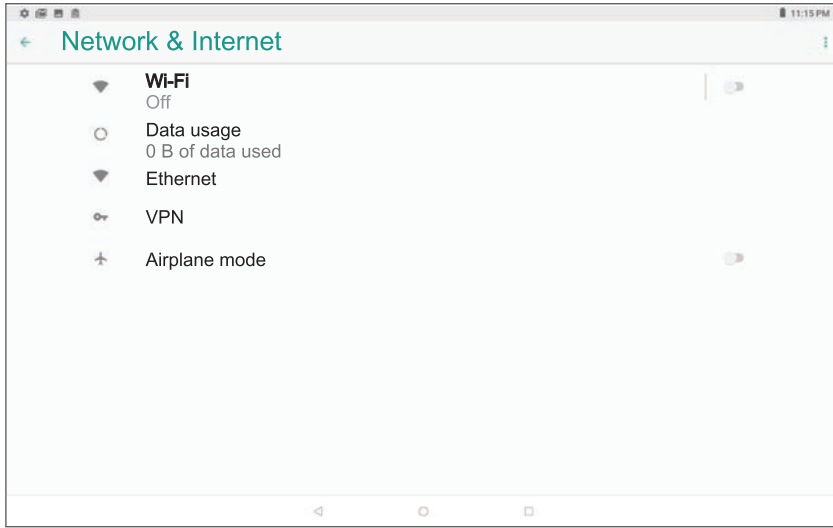 11:15 PM
Network & Internet
Wi-Fi
Off
Data usage
0 B of data used
Ethernet
VPN
Airplane mode